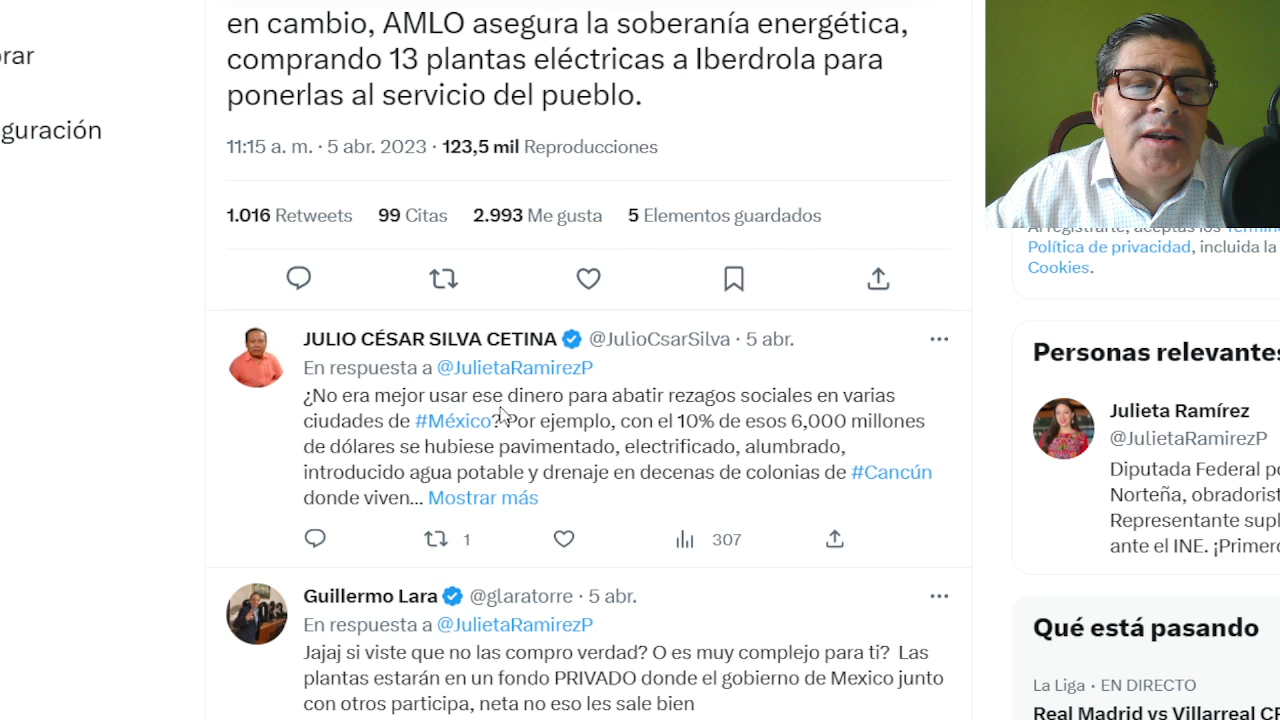 en cambio, AMLO asegura la soberanía energética,
comprando 13 plantas eléctricas a Iberdrola para
ponerlas al servicio del pueblo.
11:15 a. m. · 5 abr. 2023 · 123,5 mil Reproducciones
1.016 Retweets 99 Citas 2.993 Me gusta 5 Elementos guardados
JULIO CÉSAR SILVA CETINA @JulioCsarSilva · 5 abr.
En respuesta a @JulietaRamirezP
¿No era mejor usar ese dinero para abatir rezagos sociales en varias
ciudades de #México? Por ejemplo, con el 10% de esos 6,000 millones
de dólares se hubiese pavimentado, electrificado, alumbrado,
introducido agua potable y drenaje en decenas de colonias de #Cancún
donde viven... Mostrar más
1 307
Guillermo Lara @glaratorre · 5 abr.
En respuesta a @JulietaRamirezP
Jajaj si viste que no las compro verdad? O es muy complejo para ti? Las
plantas estarán en un fondo PRIVADO donde el gobierno de Mexico junto
con otros participa, neta no eso les sale bien
rar
guración
Política de privacidad, incluida la
Cookies.
Personas relevantes
Julieta Ramírez
@JulietaRamirezP
Diputada Federal po
Norteña, obradorist
Representante supl
ante el INE. ¡Primero
Qué está pasando
La Liga · EN DIRECTO
Real Madrid vs Villarreal CF